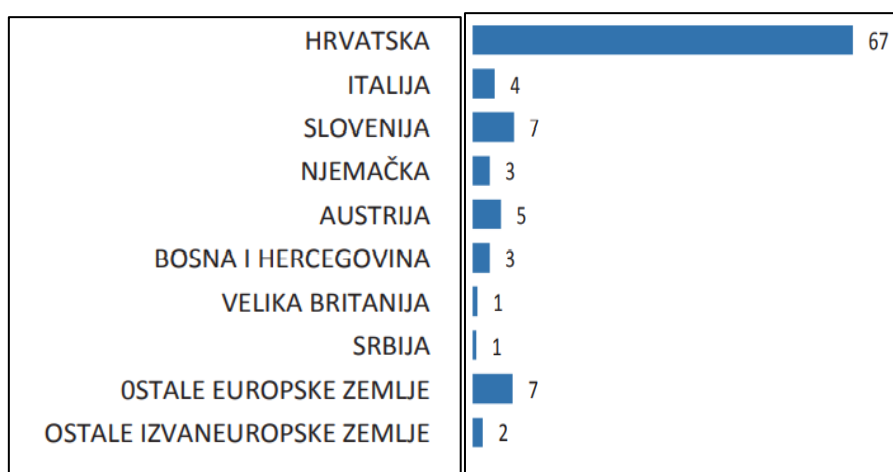 HRVATSKA 67
ITALIJA 4
SLOVENIJA 7
NJEMAČKA 3
AUSTRIJA 5
BOSNA I HERCEGOVINA 3
VELIKA BRITANIJA 1
SRBIJA 1
0STALE EUROPSKE ZEMLJE 7
OSTALE IZVANEUROPSKE ZEMLJE 2